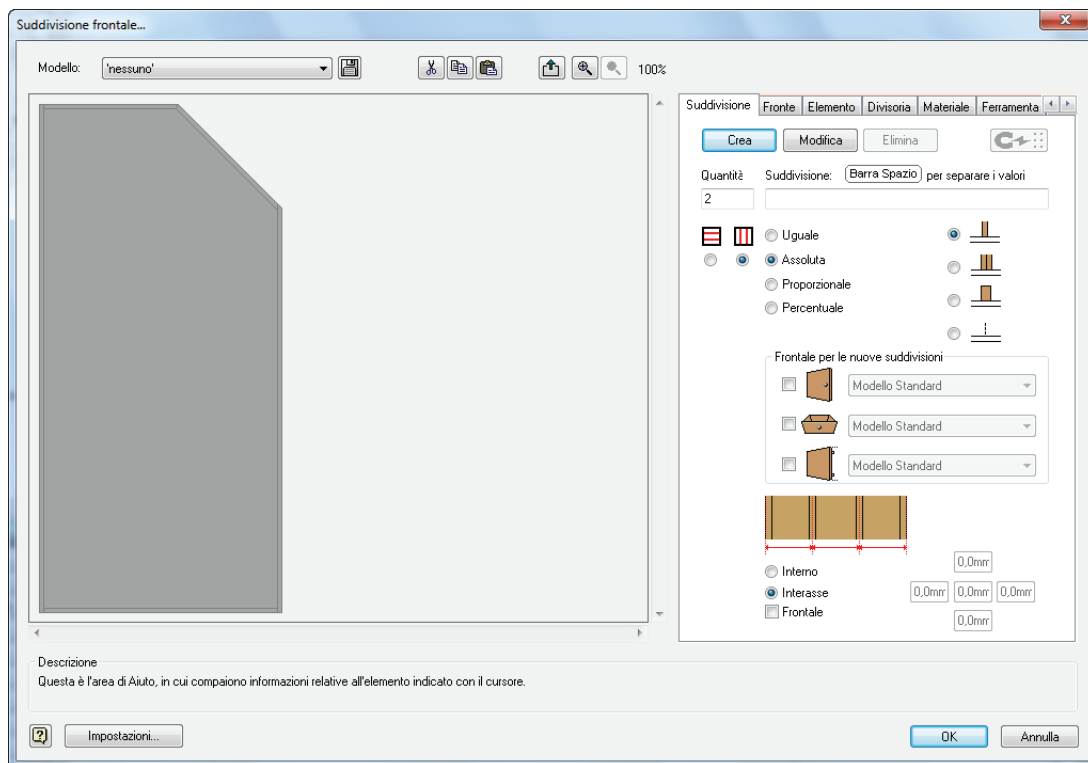 Suddivisione frontale...
Modello: 'nessuno' 100%
Suddivisione Fronte Elemento Divisoria Materiale Ferramenta
Crea Modifica Elimina
Quantità Suddivisione: Barra Spazio per separare i valori
2
Uguale
Assoluta
Proporzionale
Percentuale
Frontale per le nuove suddivisioni
Modello Standard
Modello Standard
Modello Standard
Interno
Interasse
Frontale
0,0mm
0,0mm 0,0mm 0,0mm
0,0mm
Descrizione
Questa è l'area di Aiuto, in cui compaiono informazioni relative all'elemento indicato con il cursore.
Impostazioni... OK Annulla